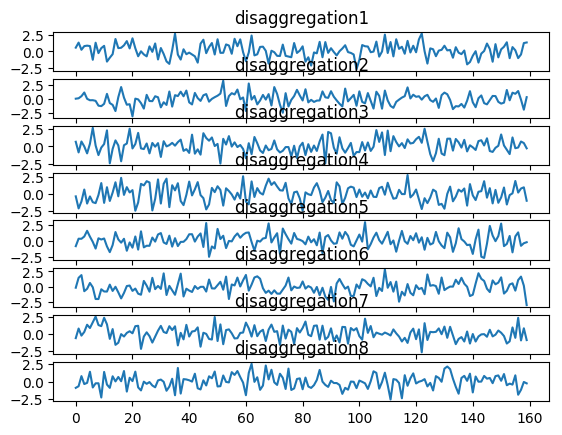 disaggregation1
2.5
0.0
−2.5
disaggregation2
2.5
0.0
−2.5
disaggregation3
2.5
0.0
−2.5
disaggregation4
2.5
0.0
−2.5
disaggregation5
2.5
0.0
−2.5
disaggregation6
2.5
0.0
−2.5
disaggregation7
2.5
0.0
−2.5
disaggregation8
2.5
0.0
−2.5
0 20 40 60 80 100 120 140 160